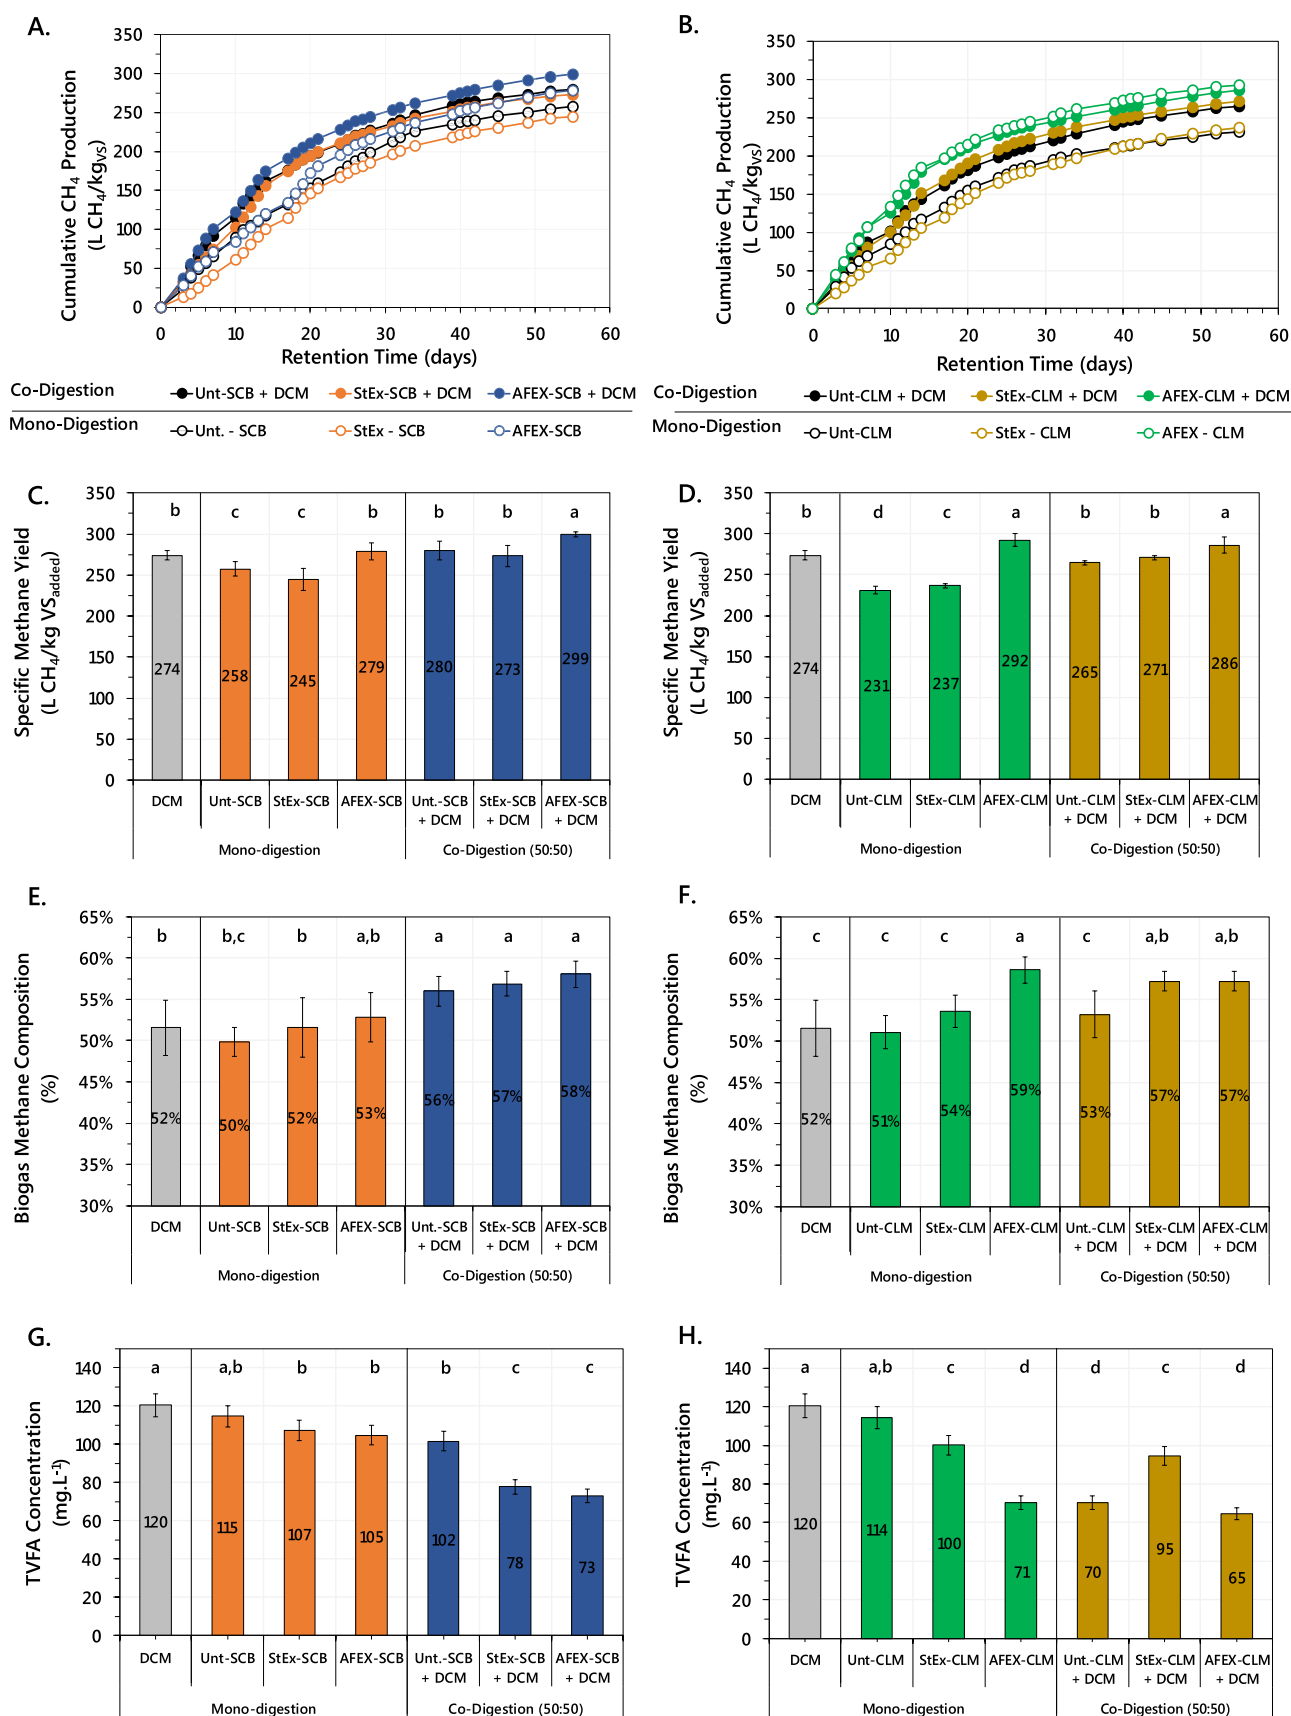 A.
350
300
250
200
150
100
50
0
Cumulative CH4 Production
(L CH4/kgVS)
0 10 20 30 40 50 60
Retention Time (days)
B.
350
300
250
200
150
100
50
0
Cumulative CH4 Production
(L CH4/kgVS)
0 10 20 30 40 50 60
Retention Time (days)
Co-Digestion Unt-SCB + DCM StEx-SCB + DCM AFEX-SCB + DCM
Mono-Digestion Unt. - SCB StEx - SCB AFEX-SCB
Co-Digestion Unt-CLM + DCM StEx-CLM + DCM AFEX-CLM + DCM
Mono-Digestion Unt-CLM StEx - CLM AFEX - CLM
C.
350
300
250
200
150
100
50
0
Specific Methane Yield
(L CH4/kg VSadded)
b c c b b b a
274 258 245 279 280 273 299
DCM Unt-SCB StEx-SCB AFEX-SCB Unt.-SCB StEx-SCB AFEX-SCB
+ DCM + DCM + DCM
Mono-digestion Co-Digestion (50:50)
D.
350
300
250
200
150
100
50
0
Specific Methane Yield
(L CH4/kg VSadded)
b d c a b b a
274 231 237 292 265 271 286
DCM Unt-CLM StEx-CLM AFEX-CLM Unt.-CLM StEx-CLM AFEX-CLM
+ DCM + DCM + DCM
Mono-digestion Co-Digestion (50:50)
E.
65%
60%
55%
50%
45%
40%
35%
30%
Biogas Methane Composition
(%)
b b,c b a,b a a a
52% 50% 52% 53% 56% 57% 58%
DCM Unt-SCB StEx-SCB AFEX-SCB Unt.-SCB StEx-SCB AFEX-SCB
+ DCM + DCM + DCM
Mono-digestion Co-Digestion (50:50)
F.
65%
60%
55%
50%
45%
40%
35%
30%
Biogas Methane Composition
(%)
c c c a c a,b a,b
52% 51% 54% 59% 53% 57% 57%
DCM Unt-CLM StEx-CLM AFEX-CLM Unt.-CLM StEx-CLM AFEX-CLM
+ DCM + DCM + DCM
Mono-digestion Co-Digestion (50:50)
G.
140
120
100
80
60
40
20
0
TVFA Concentration
(mg.L-1)
a a,b b b b c c
120 115 107 105 102 78 73
DCM Unt-SCB StEx-SCB AFEX-SCB Unt.-SCB StEx-SCB AFEX-SCB
+ DCM + DCM + DCM
Mono-digestion Co-Digestion (50:50)
H.
140
120
100
80
60
40
20
0
TVFA Concentration
(mg.L-1)
a a,b c d d c d
120 114 100 71 70 95 65
DCM Unt-CLM StEx-CLM AFEX-CLM Unt.-CLM StEx-CLM AFEX-CLM
+ DCM + DCM + DCM
Mono-digestion Co-Digestion (50:50)